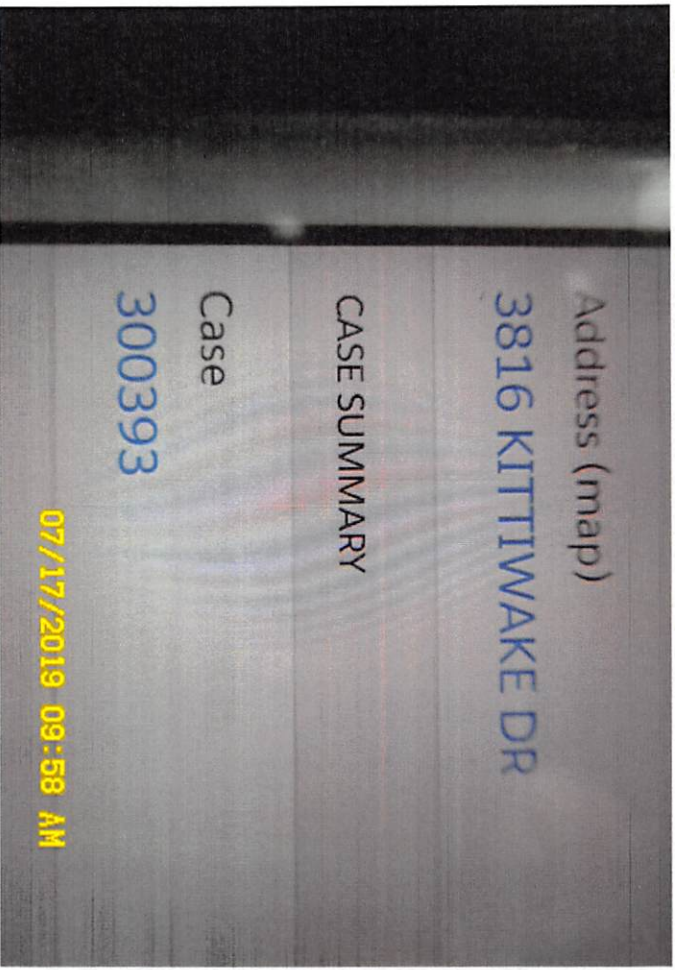 Address (map)
3816 KITTIWAKE DR
CASE SUMMARY
Case
300393
07/17/2019 09:58 AM